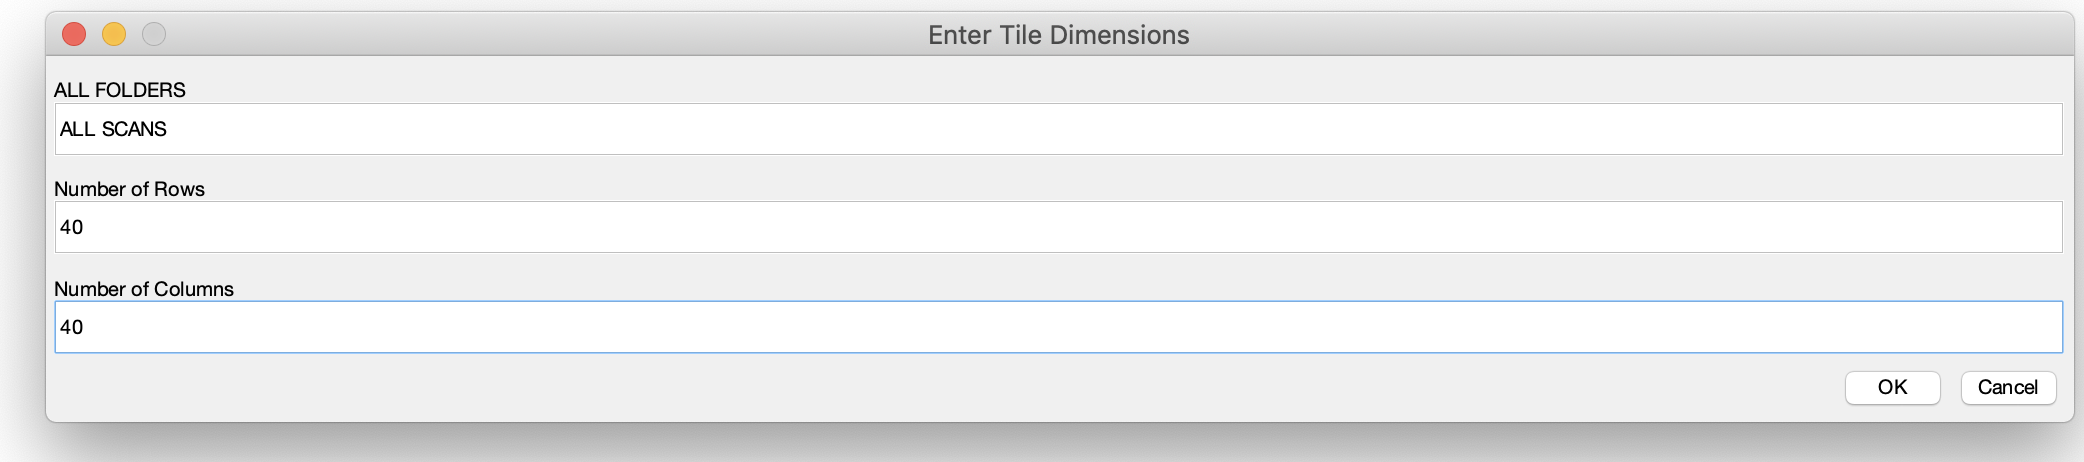 Enter Tile Dimensions
ALL FOLDERS
ALL SCANS
Number of Rows
40
Number of Columns
40
OK Cancel